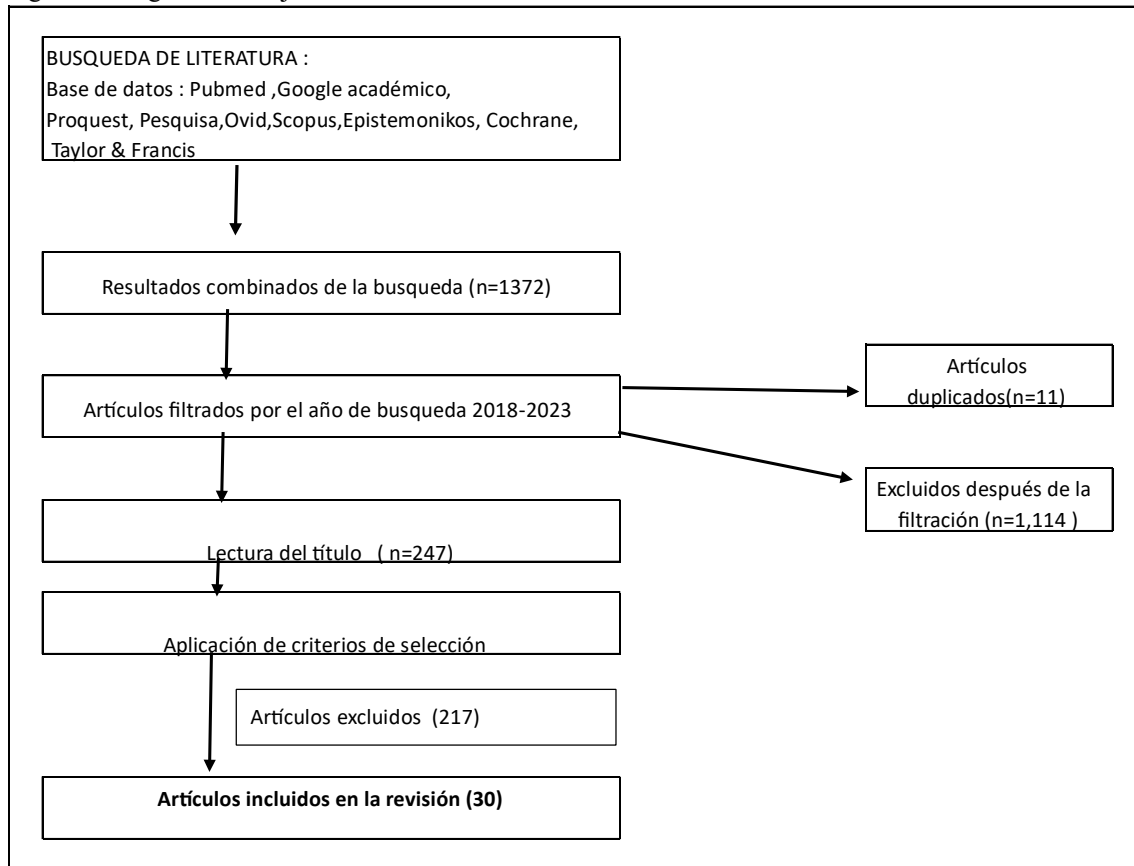 BUSQUEDA DE LITERATURA :
Base de datos : Pubmed ,Google académico,
Proquest, Pesquisa,Ovid,Scopus,Epistemonikos, Cochrane,
Taylor & Francis
Resultados combinados de la busqueda (n=1372)
Artículos filtrados por el año de busqueda 2018-2023
Artículos
duplicados(n=11)
Excluidos después de la
filtración (n=1,114 )
Lectura del título ( n=247)
Aplicación de criterios de selección
Artículos excluidos (217)
Artículos incluidos en la revisión (30)